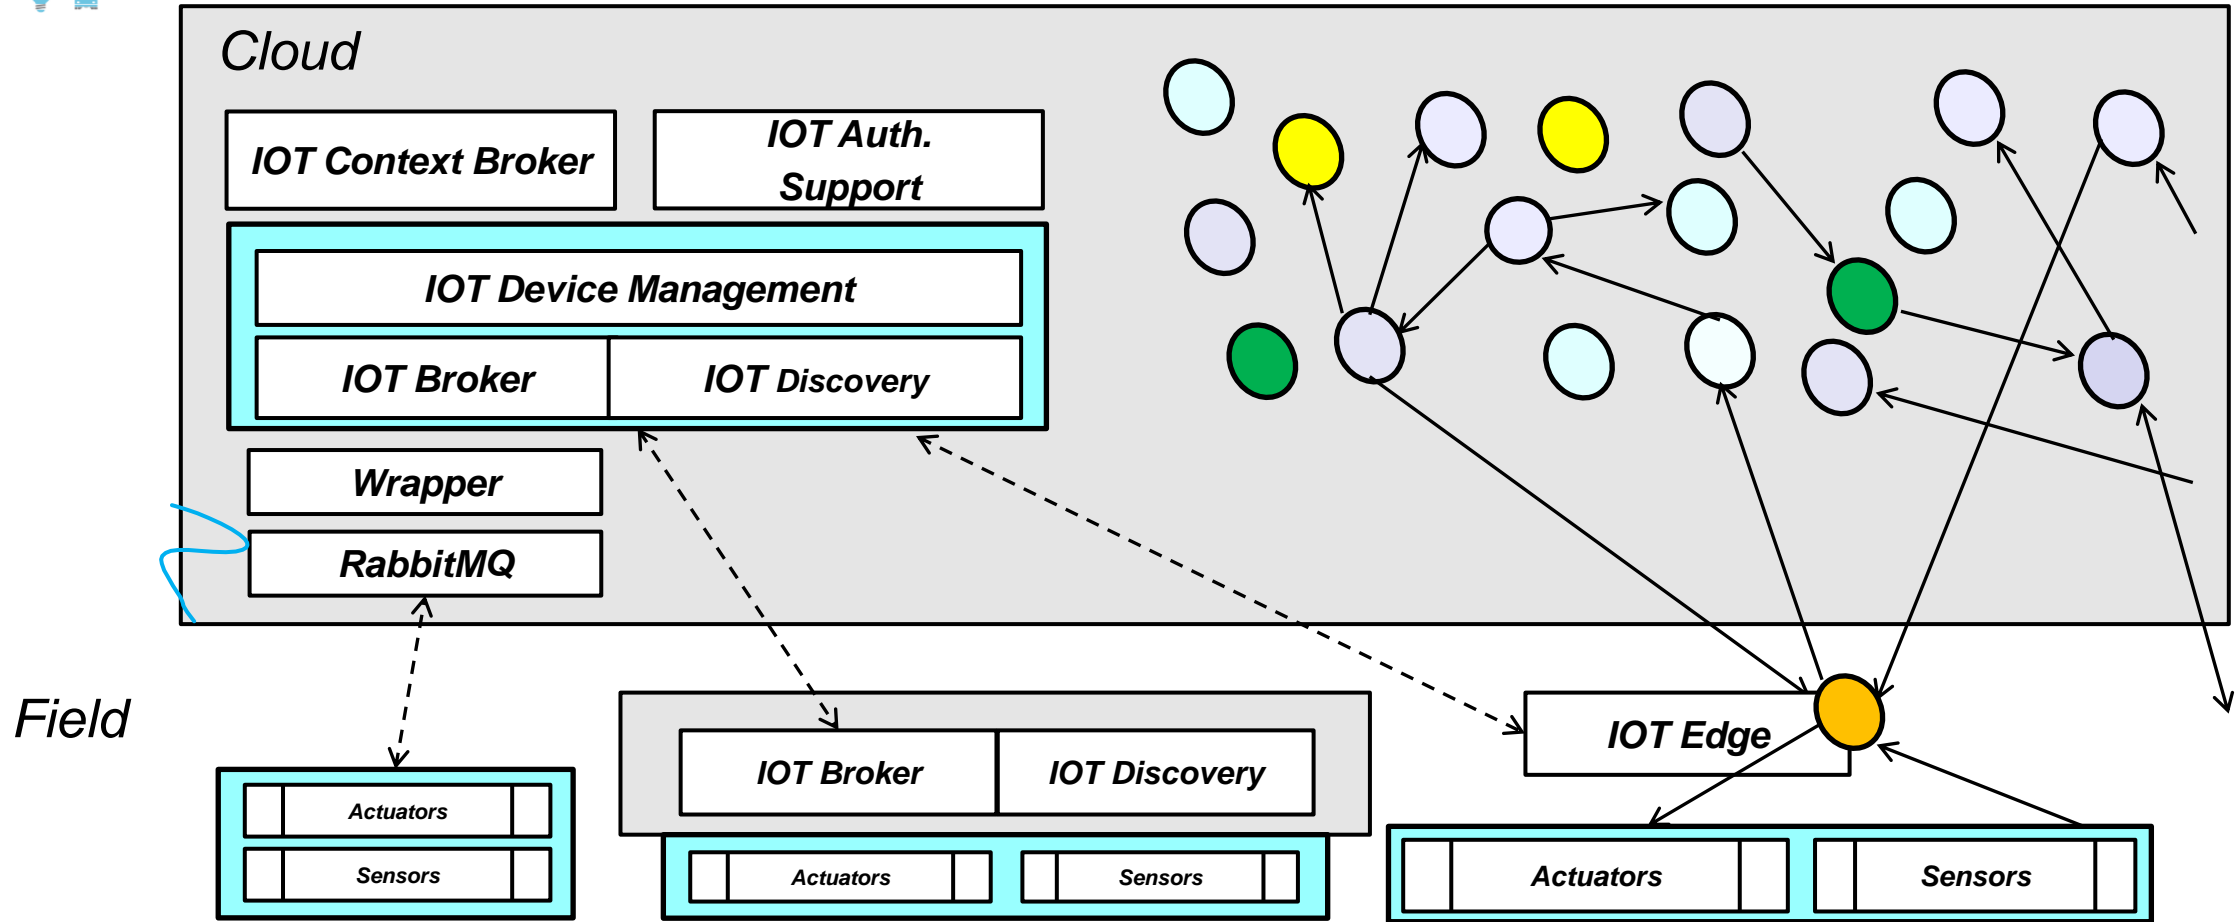 Cloud
IOT Context Broker
IOT Auth.
Support
IOT Device Management
IOT Broker
IOT Discovery
Wrapper
RabbitMQ
Field
IOT Broker
IOT Discovery
IOT Edge
Actuators
Sensors
Actuators
Sensors
Actuators
Sensors